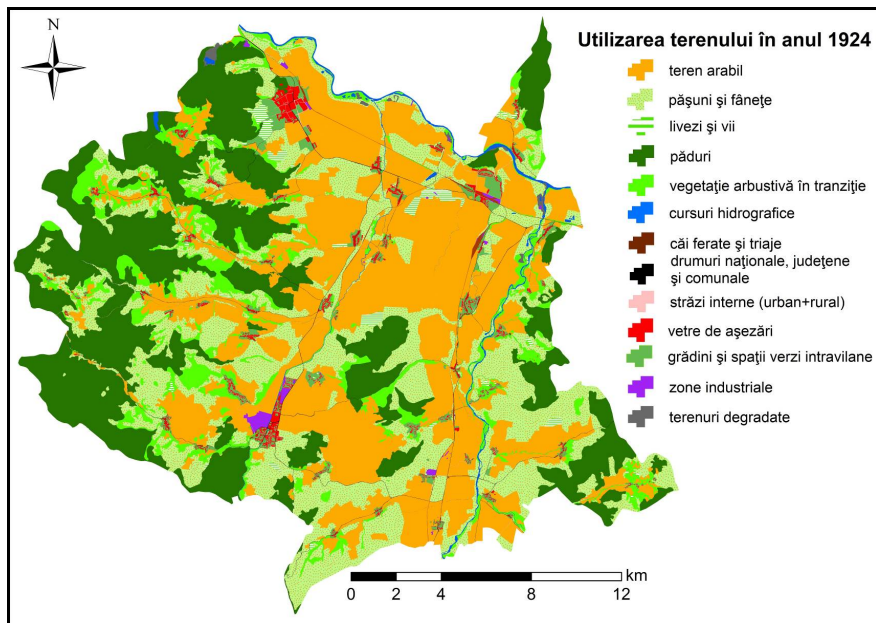 N
Utilizarea terenului în anul 1924
teren arabil
păşuni şi fâneţe
livezi şi vii
păduri
vegetaţie arbustivă în tranziţie
cursuri hidrografice
căi ferate şi triaje
drumuri naţionale, judeţene
şi comunale
străzi interne (urban+rural)
vetre de aşezări
grădini şi spaţii verzi intravilane
zone industriale
terenuri degradate
km
0 2 4 8 12